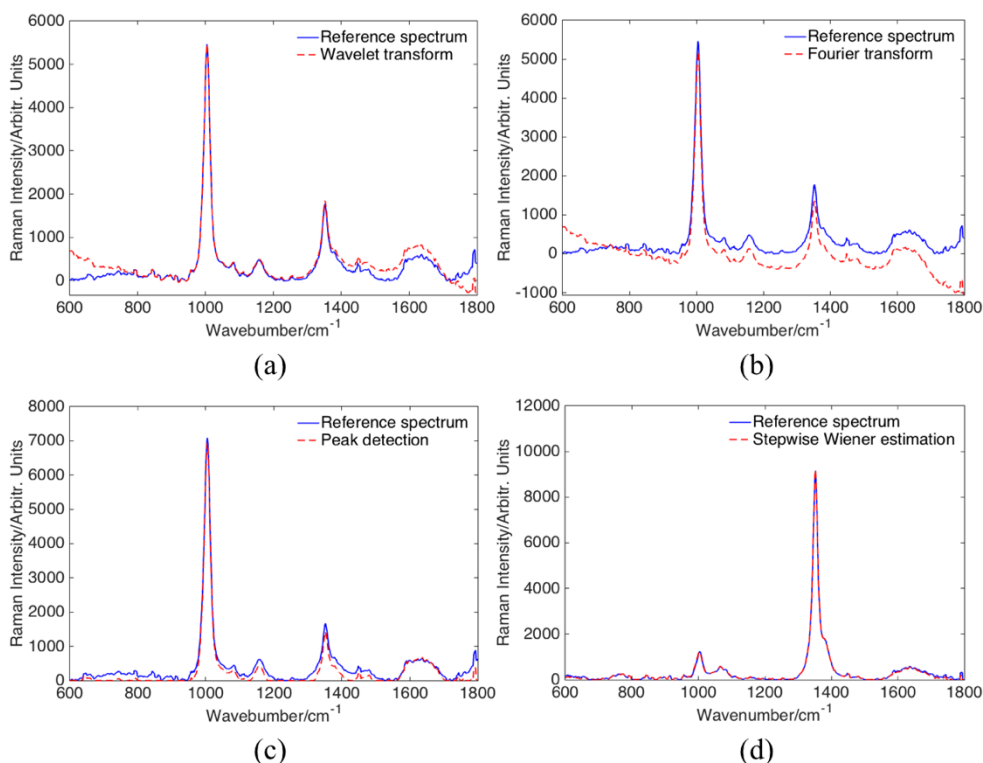 6000
5000
4000
3000
2000
1000
0
Raman Intensity/Arbitr. Units
Reference spectrum
Wavelet transform
600 800 1000 1200 1400 1600 1800
Wavebumber/cm⁻¹
(a)
6000
5000
4000
3000
2000
1000
0
-1000
Raman Intensity/Arbitr. Units
Reference spectrum
Fourier transform
600 800 1000 1200 1400 1600 1800
Wavebumber/cm⁻¹
(b)
8000
7000
6000
5000
4000
3000
2000
1000
0
Raman Intensity/Arbitr. Units
Reference spectrum
Peak detection
600 800 1000 1200 1400 1600 1800
Wavebumber/cm⁻¹
(c)
12000
10000
8000
6000
4000
2000
0
Raman Intensity/Arbitr. Units
Reference spectrum
Stepwise Wiener estimation
600 800 1000 1200 1400 1600 1800
Wavenumber/cm⁻¹
(d)